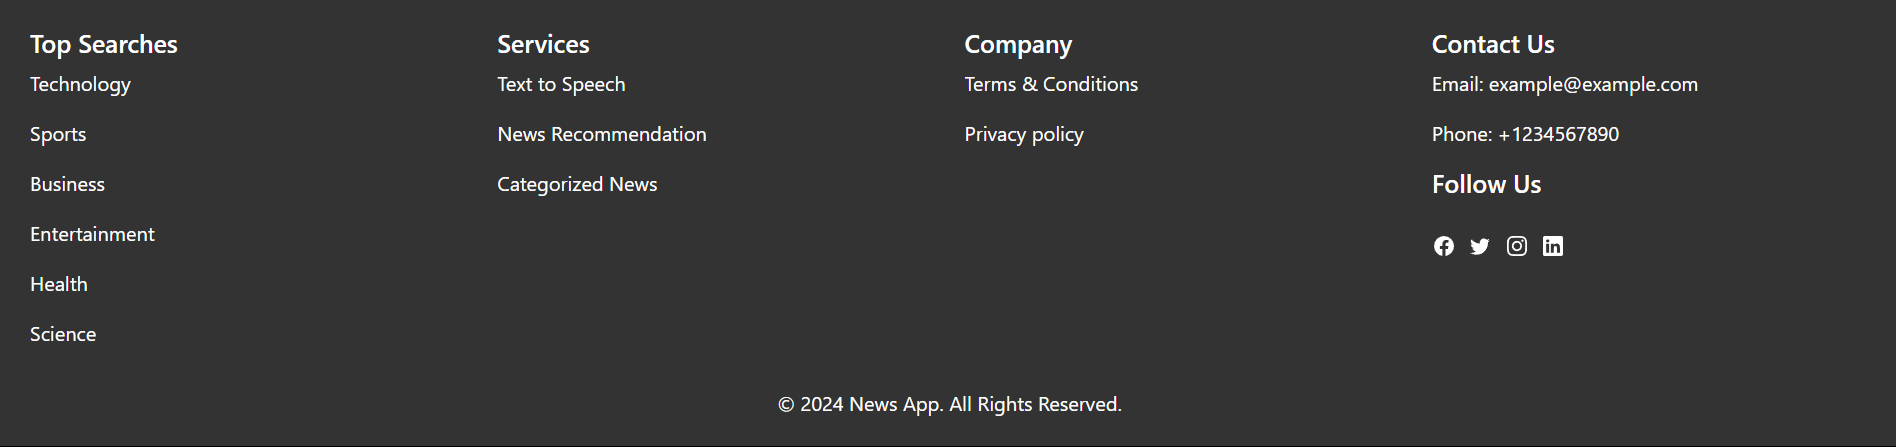 Top Searches
Technology
Sports
Business
Entertainment
Health
Science
Services
Text to Speech
News Recommendation
Categorized News
Company
Terms & Conditions
Privacy policy
Contact Us
Email: example@example.com
Phone: +1234567890
Follow Us
© 2024 News App. All Rights Reserved.